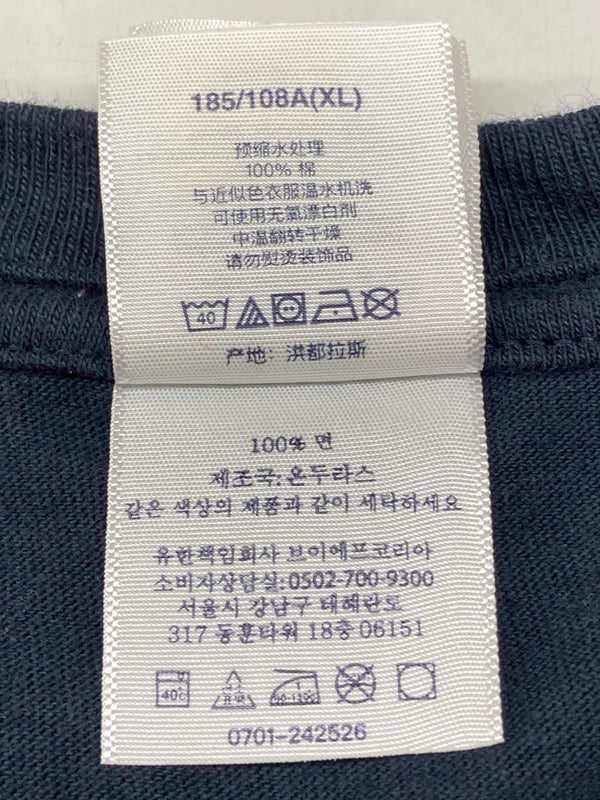 185/108A(XL)
预缩水处理
100% 棉
与近似色衣服温水机洗
可使用无氯漂白剂
中温翻转干燥
请勿熨烫装饰品
40
产地: 洪都拉斯
100% 면
제조국: 온두라스
같은 색상의 제품과 같이 세탁하세요
유한책임회사 브이에프코리아
소비자상담실:0502-700-9300
서울시 강남구 테헤란로
317 동훈타워 18층 06151
40℃
0701-242526